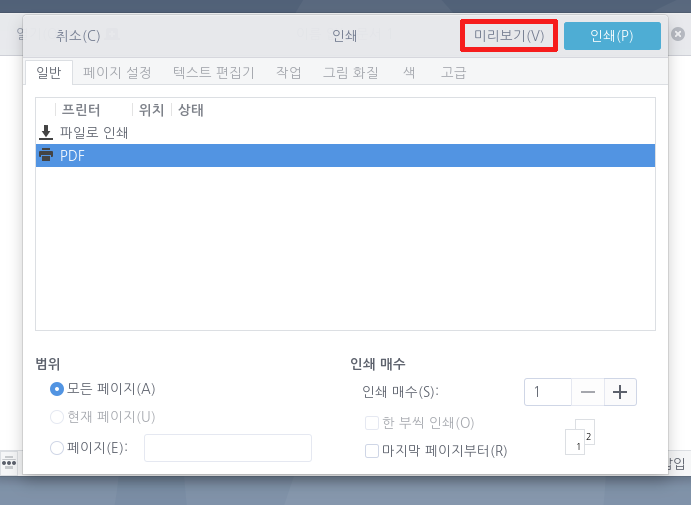 취소(C) 인쇄 미리보기(V) 인쇄(P)
일반 페이지 설정 텍스트 편집기 작업 그림 화질 색 고급
프린터 위치 상태
파일로 인쇄
PDF
범위 인쇄 매수
모든 페이지(A) 인쇄 매수(S): 1
현재 페이지(U) 한 부씩 인쇄(O)
페이지(E): 마지막 페이지부터(R)
1 2